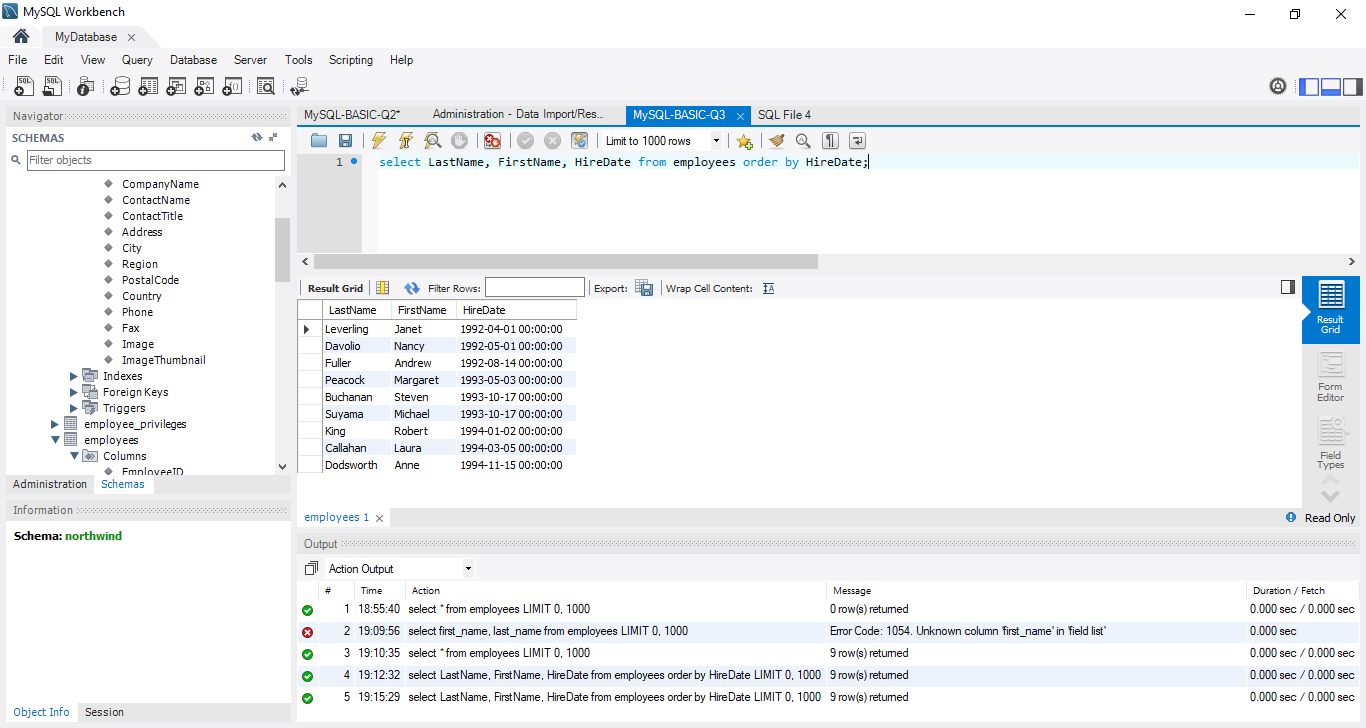 MySQL Workbench
MyDatabase
File Edit View Query Database Server Tools Scripting Help
Navigator
SCHEMAS
Filter objects
CompanyName
ContactName
ContactTitle
Address
City
Region
PostalCode
Country
Phone
Fax
Image
ImageThumbnail
Indexes
Foreign Keys
Triggers
employee_privileges
employees
Columns
EmployeeID
Administration Schemas
Information
Schema: northwind
Object Info Session
MySQL-BASIC-Q2* Administration - Data Import/Res... MySQL-BASIC-Q3 SQL File 4
Limit to 1000 rows
1 select LastName, FirstName, HireDate from employees order by HireDate;
Result Grid Filter Rows: Export: Wrap Cell Content:
LastName FirstName HireDate
Leverling Janet 1992-04-01 00:00:00
Davolio Nancy 1992-05-01 00:00:00
Fuller Andrew 1992-08-14 00:00:00
Peacock Margaret 1993-05-03 00:00:00
Buchanan Steven 1993-10-17 00:00:00
Suyama Michael 1993-10-17 00:00:00
King Robert 1994-01-02 00:00:00
Callahan Laura 1994-03-05 00:00:00
Dodsworth Anne 1994-11-15 00:00:00
Result
Grid
Form
Editor
Field
Types
employees 1 Read Only
Output
Action Output
# Time Action Message Duration / Fetch
1 18:55:40 select * from employees LIMIT 0, 1000 0 row(s) returned 0.000 sec / 0.000 sec
2 19:09:56 select first_name, last_name from employees LIMIT 0, 1000 Error Code: 1054. Unknown column 'first_name' in 'field list' 0.000 sec
3 19:10:35 select * from employees LIMIT 0, 1000 9 row(s) returned 0.000 sec / 0.000 sec
4 19:12:32 select LastName, FirstName, HireDate from employees order by HireDate LIMIT 0, 1000 9 row(s) returned 0.000 sec / 0.000 sec
5 19:15:29 select LastName, FirstName, HireDate from employees order by HireDate LIMIT 0, 1000 9 row(s) returned 0.000 sec / 0.000 sec